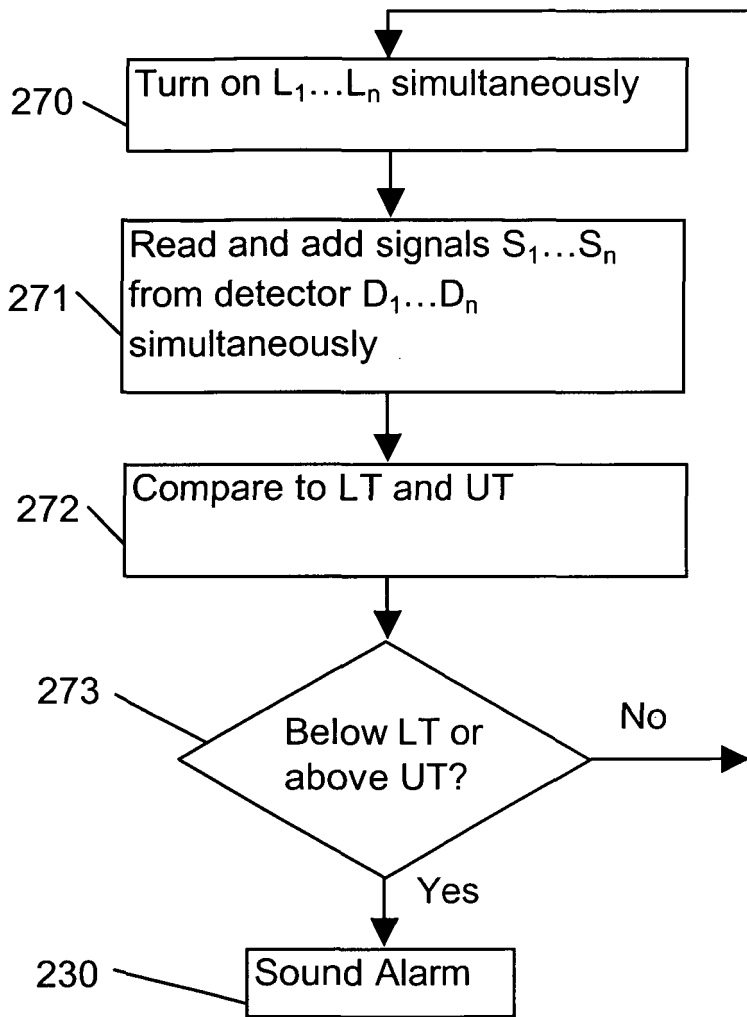 270
Turn on L₁...Lₙ simultaneously
271
Read and add signals S₁...Sₙ
from detector D₁...Dₙ
simultaneously
272
Compare to LT and UT
273
Below LT or
above UT?
No
Yes
230
Sound Alarm